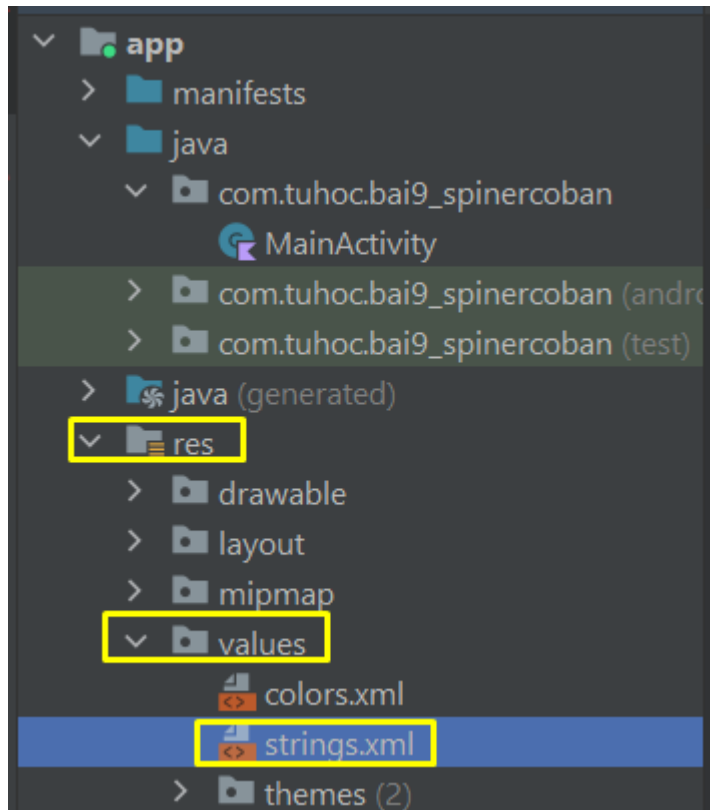 app
manifests
java
com.tuhoc.bai9_spinercoban
MainActivity
com.tuhoc.bai9_spinercoban (andro
com.tuhoc.bai9_spinercoban (test)
java (generated)
res
drawable
layout
mipmap
values
colors.xml
strings.xml
themes (2)